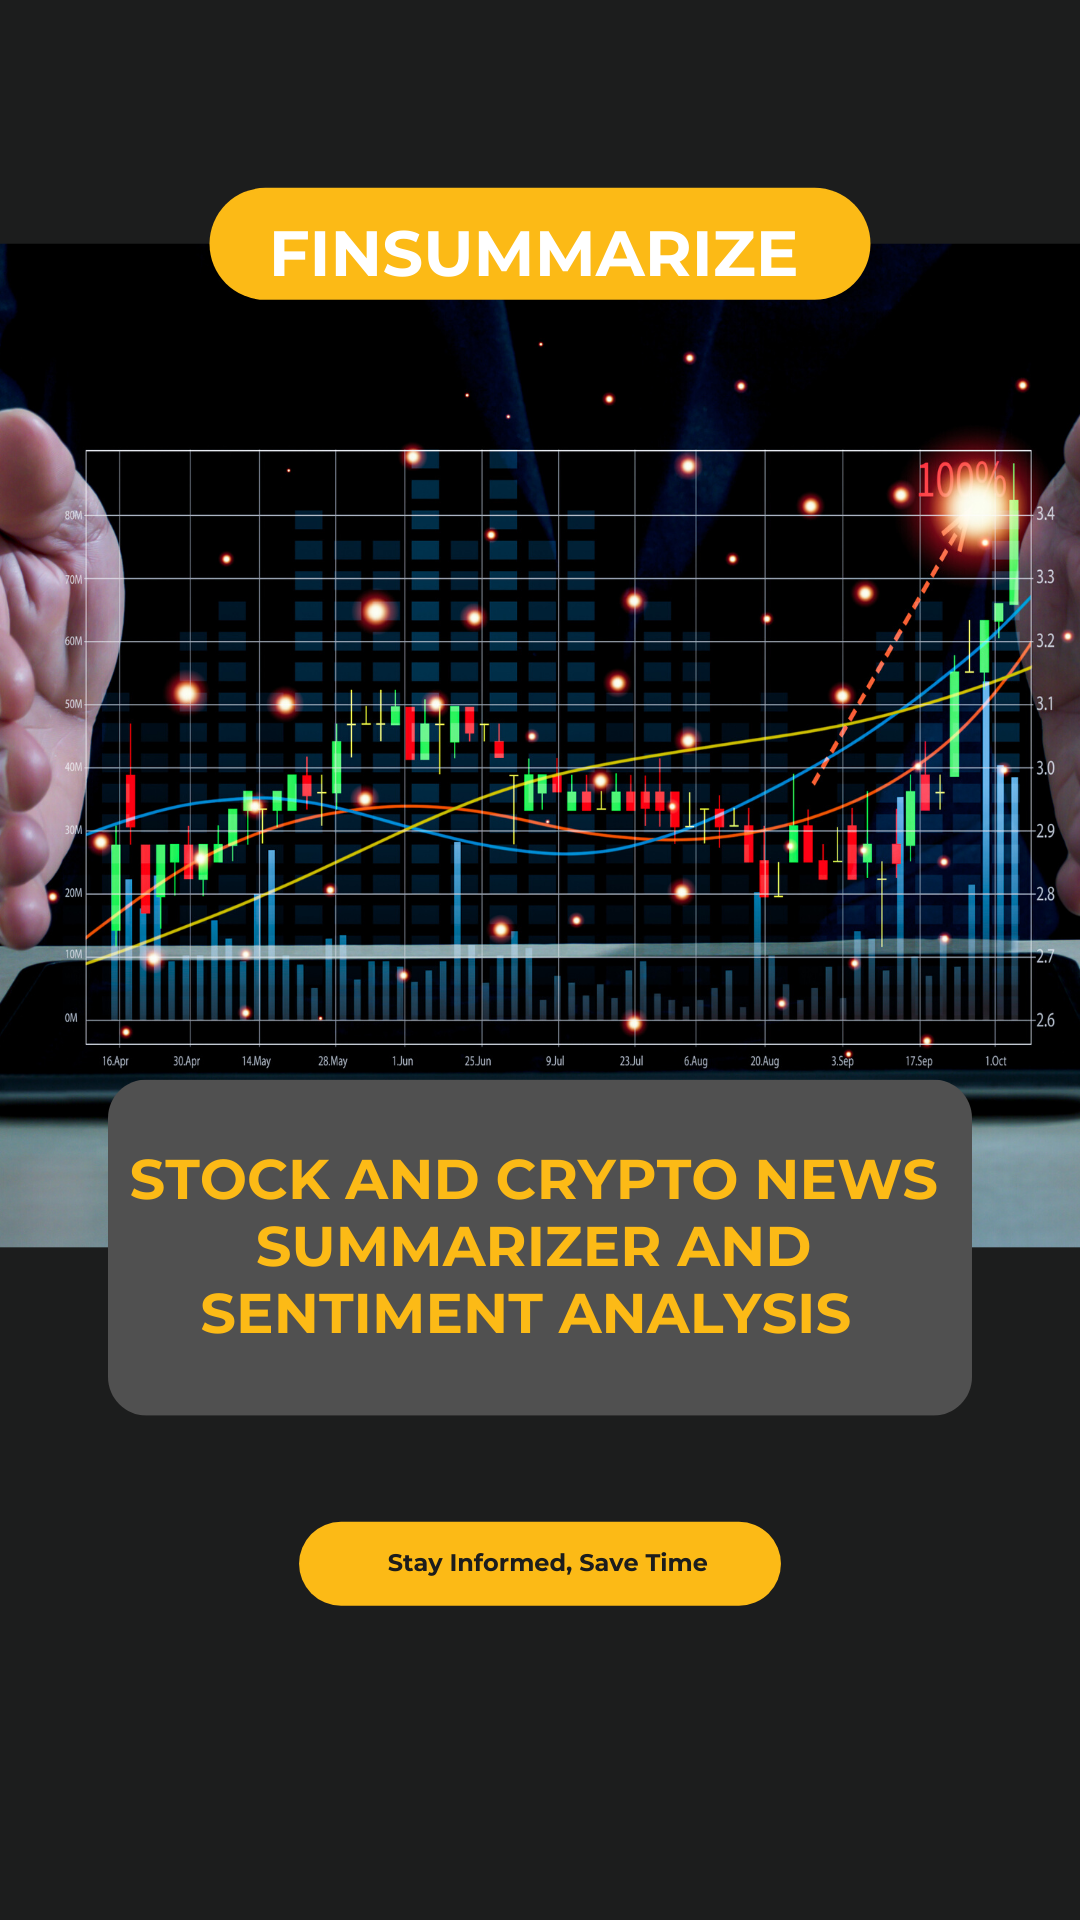 FINSUMMARIZE
100%
80M
70M
60M
50M
40M
30M
20M
10M
0M
3.4
3.3
3.2
3.1
3.0
2.9
2.8
2.7
2.6
16.Apr 30.Apr 14.May 28.May 1.Jun 25.Jun 9.Jul 23.Jul 6.Aug 20.Aug 3.Sep 17.Sep 1.Oct
STOCK AND CRYPTO NEWS
SUMMARIZER AND
SENTIMENT ANALYSIS
Stay Informed, Save Time